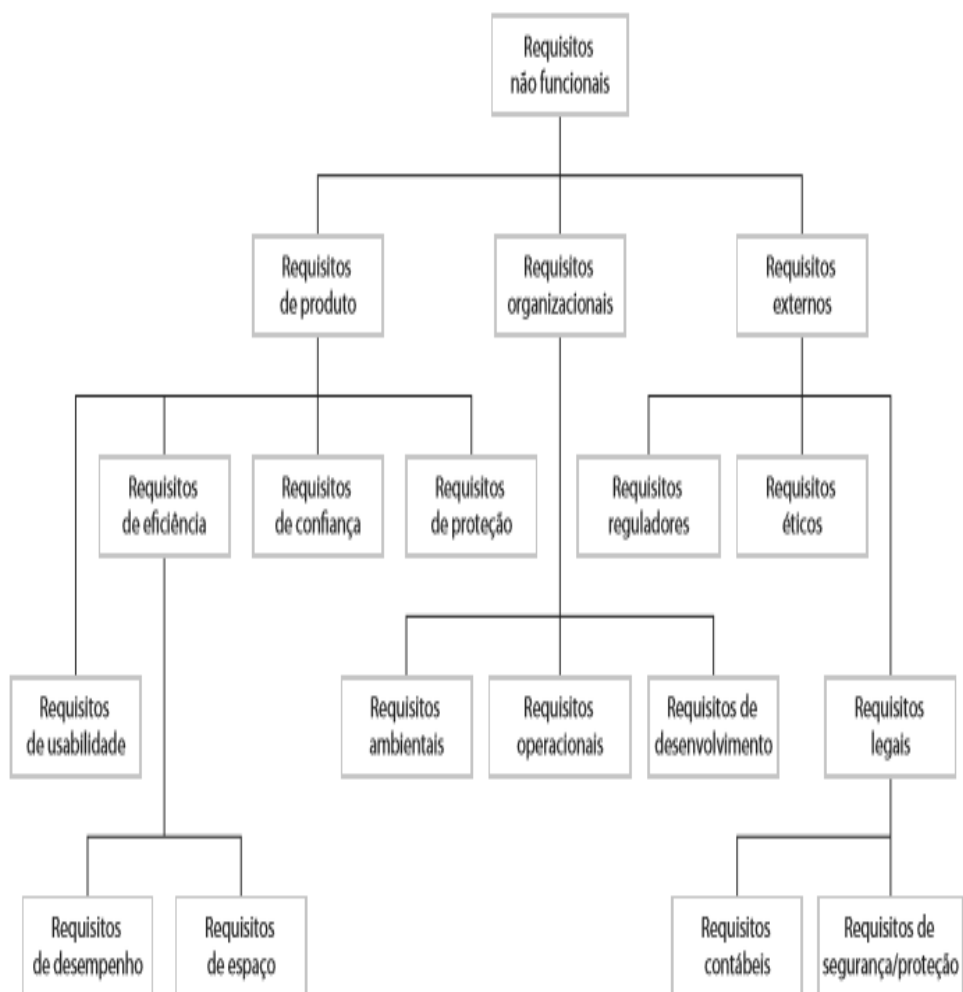 Requisitos
não funcionais
Requisitos
de produto
Requisitos
organizacionais
Requisitos
externos
Requisitos
de eficiência
Requisitos
de confiança
Requisitos
de proteção
Requisitos
reguladores
Requisitos
éticos
Requisitos
de usabilidade
Requisitos
ambientais
Requisitos
operacionais
Requisitos de
desenvolvimento
Requisitos
legais
Requisitos
de desempenho
Requisitos
de espaço
Requisitos
contábeis
Requisitos de
segurança/proteção